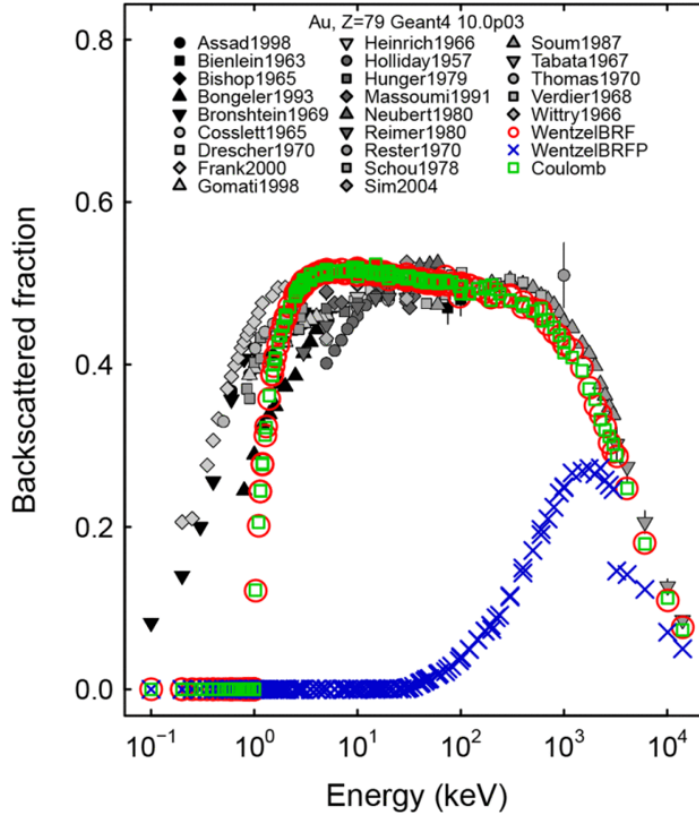 Au, Z=79 Geant4 10.0p03
Assad1998 Heinrich1966 Soum1987
Bienlein1963 Holliday1957 Tabata1967
Bishop1965 Hunger1979 Thomas1970
Bongeler1993 Massoumi1991 Verdier1968
Bronshtein1969 Neubert1980 Wittry1966
Cosslett1965 Reimer1980 WentzelBRF
Drescher1970 Rester1970 WentzelBRFP
Frank2000 Schou1978 Coulomb
Gomati1998 Sim2004
Backscattered fraction
0.8
0.6
0.4
0.2
0.0
10⁻¹ 10⁰ 10¹ 10² 10³ 10⁴
Energy (keV)